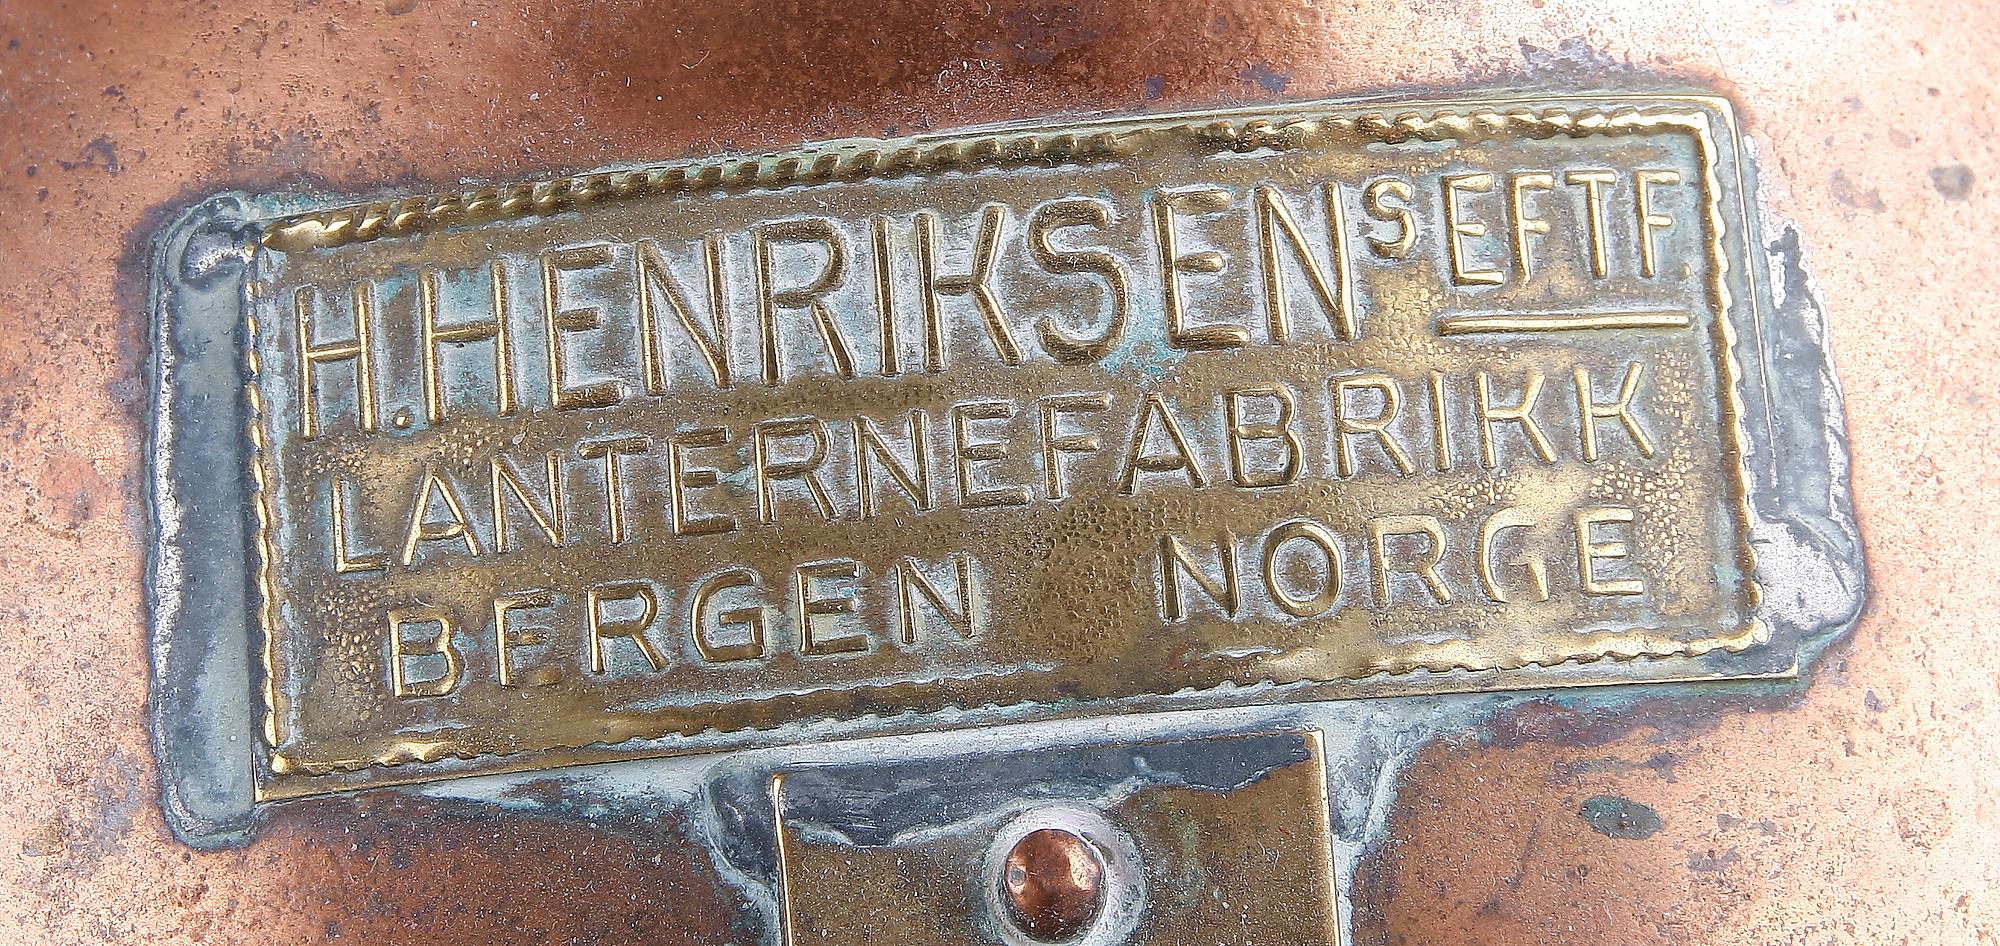 H. HENRIKSENS EFTF.
LANTERNEFABRIKK
BERGEN NORGE